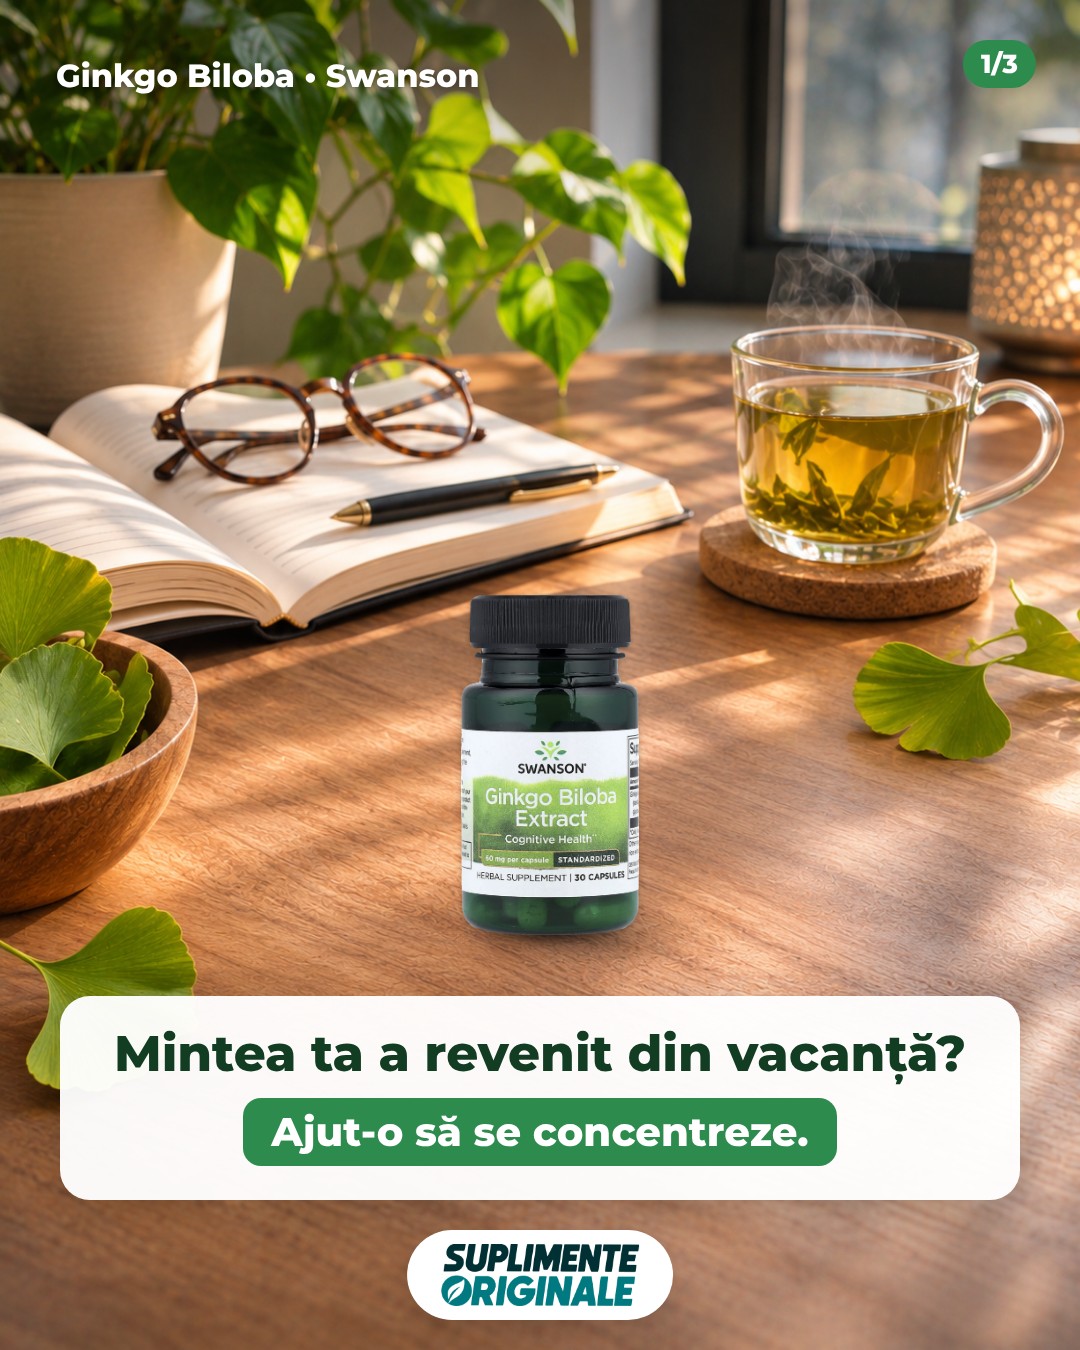 Ginkgo Biloba • Swanson
1/3
SWANSON
Ginkgo Biloba
Extract
Cognitive Health
60 mg per capsule STANDARDIZED
HERBAL SUPPLEMENT | 30 CAPSULES
Mintea ta a revenit din vacanță?
Ajut-o să se concentreze.
SUPLIMENTE
ORIGINALE